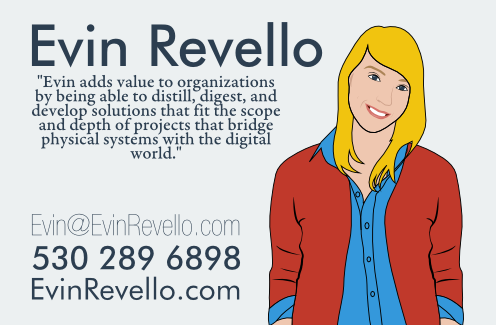 Evin Revello
"Evin adds value to organizations
by being able to distill, digest, and
develop solutions that fit the scope
and depth of projects that bridge
physical systems with the digital
world."
Evin@EvinRevello.com
530 289 6898
EvinRevello.com